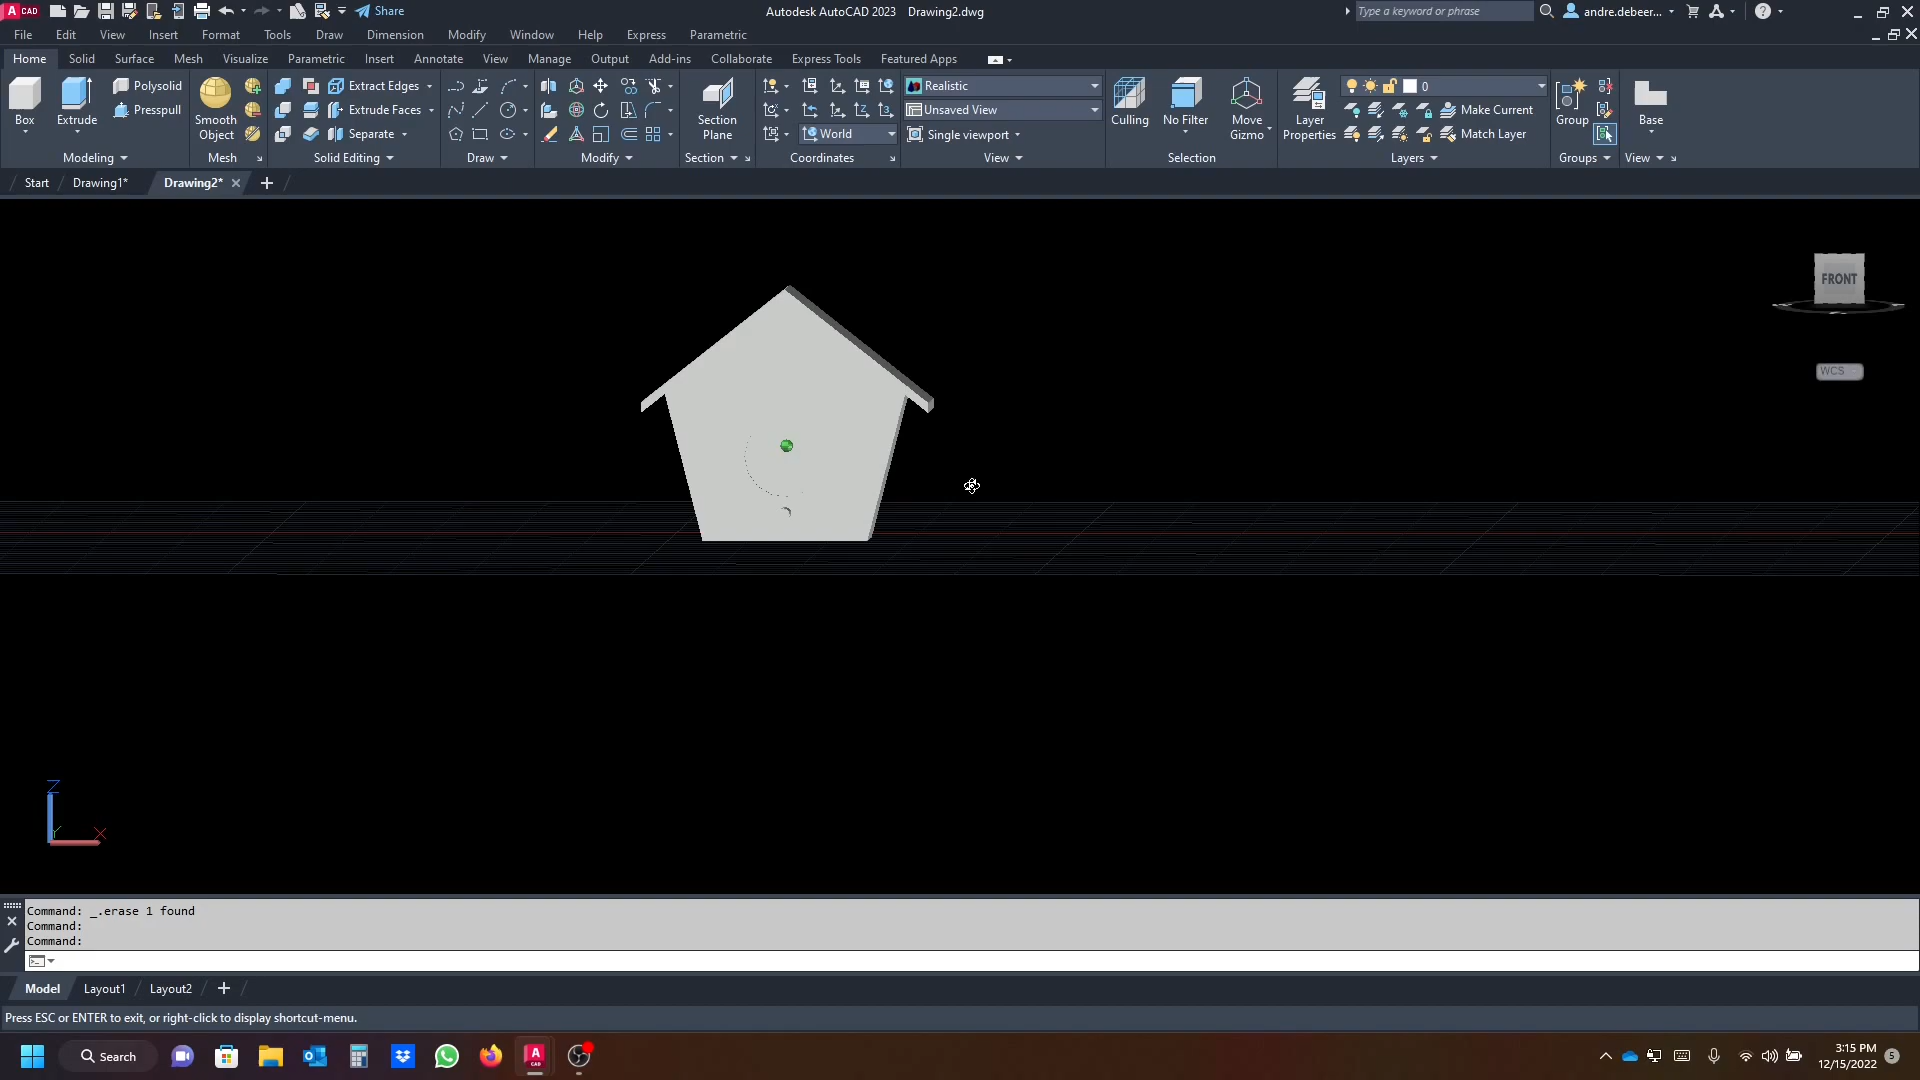 A CAD
Share
Autodesk AutoCAD 2023 Drawing2.dwg
Type a keyword or phrase
andre.debeer...
File Edit View Insert Format Tools Draw Dimension Modify Window Help Express Parametric
Home Solid Surface Mesh Visualize Parametric Insert Annotate View Manage Output Add-ins Collaborate Express Tools Featured Apps
Box
Extrude
Polysolid
Presspull
Modeling
Smooth
Object
Mesh
Extract Edges
Extrude Faces
Separate
Solid Editing
Draw
Modify
Section
Plane
Section
World
Coordinates
Realistic
Unsaved View
Single viewport
View
Culling
No Filter
Move
Gizmo
Selection
Layer
Properties
0
Make Current
Match Layer
Layers
Group
Groups
Base
View
Start Drawing1* Drawing2*
FRONT
WCS
Z
Y
X
Command: _.erase 1 found
Command:
Command:
Model Layout1 Layout2
Press ESC or ENTER to exit, or right-click to display shortcut-menu.
Search
A
CAD
3:15 PM
12/15/2022
5